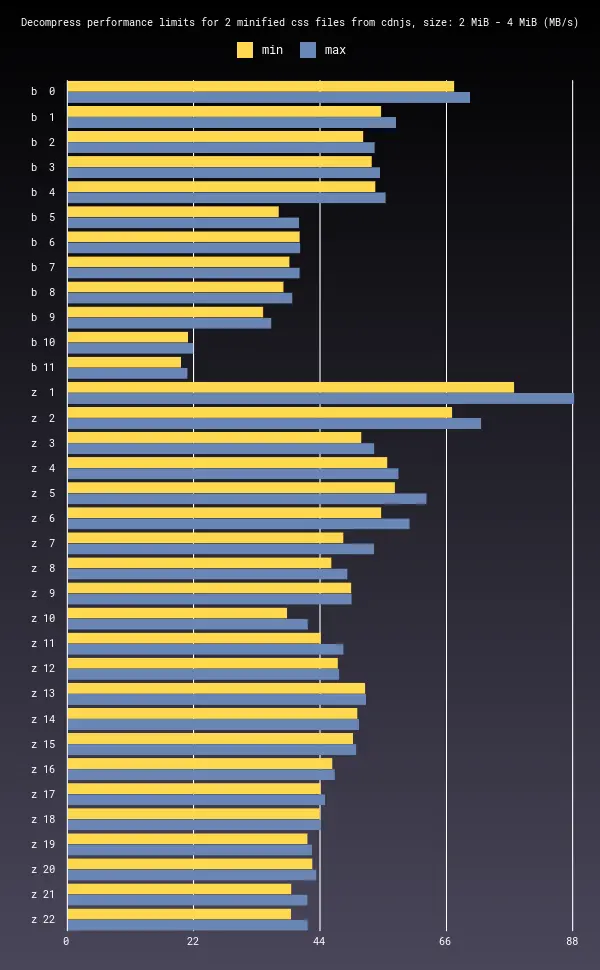 Decompress performance limits for 2 minified css files from cdnjs, size: 2 MiB - 4 MiB (MB/s)
min max
b 0
b 1
b 2
b 3
b 4
b 5
b 6
b 7
b 8
b 9
b 10
b 11
z 1
z 2
z 3
z 4
z 5
z 6
z 7
z 8
z 9
z 10
z 11
z 12
z 13
z 14
z 15
z 16
z 17
z 18
z 19
z 20
z 21
z 22
0 22 44 66 88